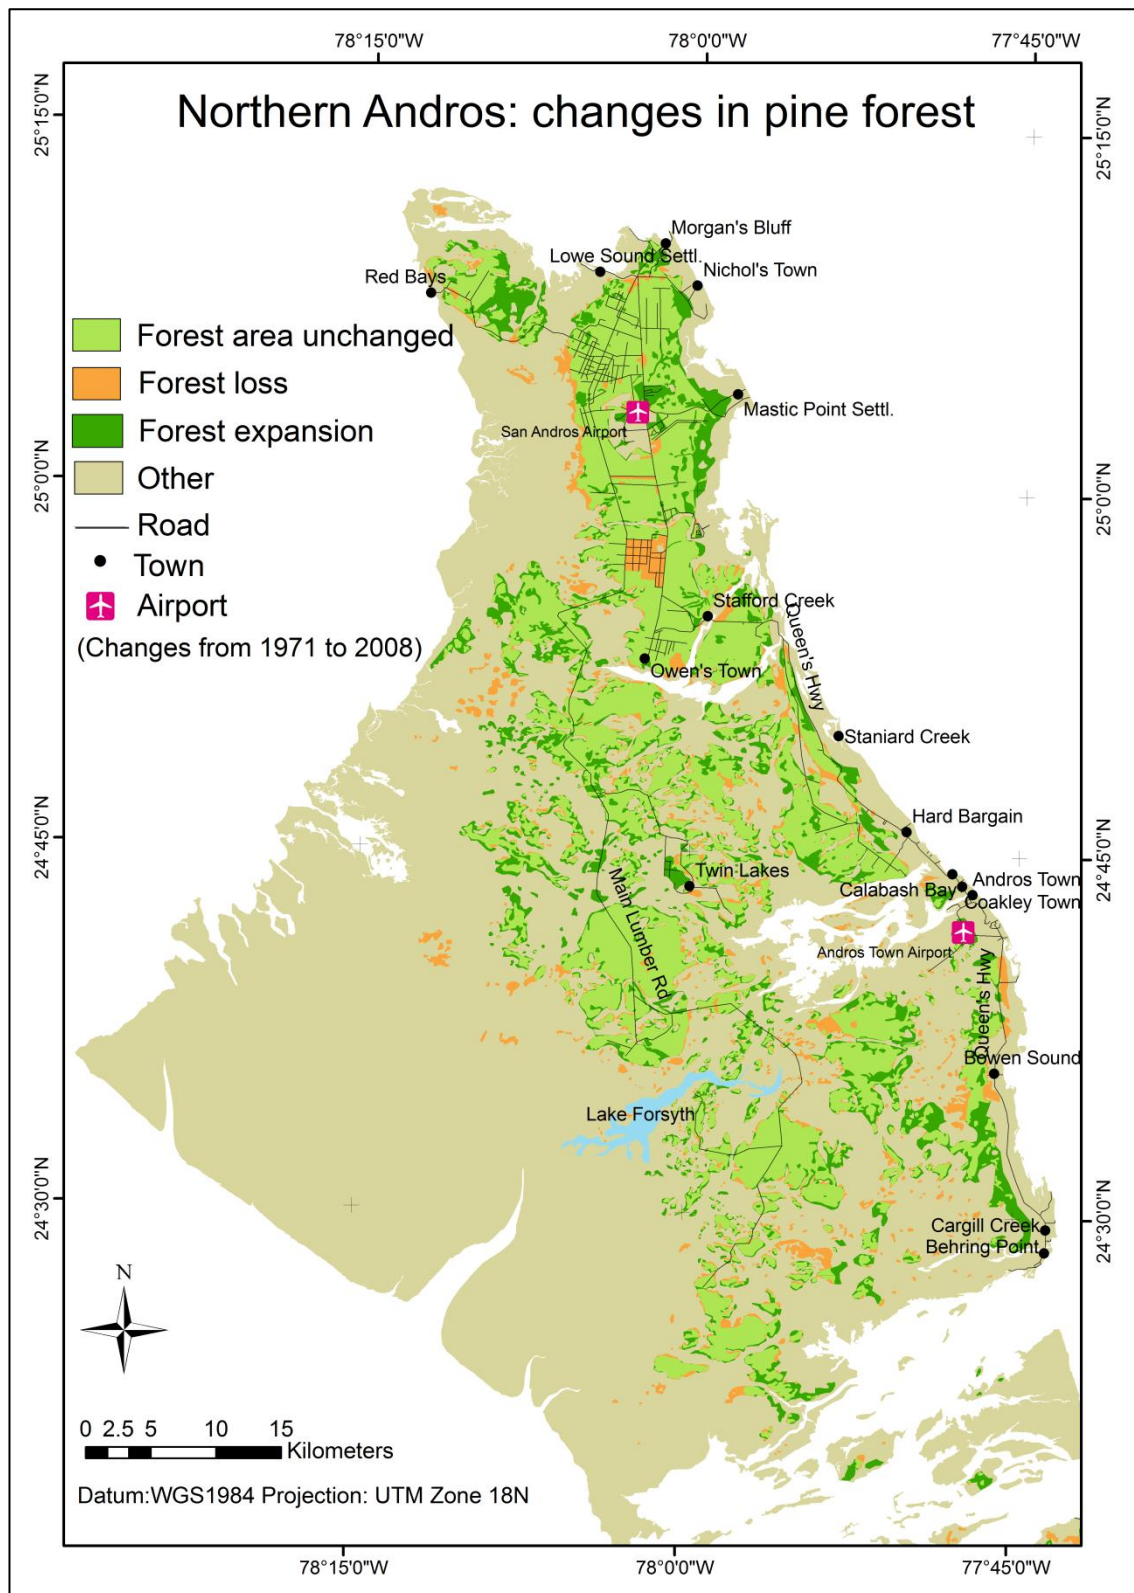 78°15'0"W
78°0'0"W
77°45'0"W
25°15'0"N
25°15'0"N
Northern Andros: changes in pine forest
Morgan's Bluff
Lowe Sound Settl.
Nichol's Town
Red Bays
Forest area unchanged
Forest loss
Mastic Point Settl.
Forest expansion
San Andros Airport
Other
25°0'0"N
25°0'0"N
Road
Town
Airport
Stafford Creek
(Changes from 1971 to 2008)
Queen's Hwy
Owen's Town
Staniard Creek
Hard Bargain
24°45'0"N
24°45'0"N
Twin Lakes
Andros Town
Calabash Bay
Coakley Town
Main Lumber Rd
Andros Town Airport
Queen's Hwy
Bowen Sound
Lake Forsyth
24°30'0"N
24°30'0"N
Cargill Creek
Behring Point
N
0 2.5 5 10 15
Kilometers
Datum:WGS1984 Projection: UTM Zone 18N
78°15'0"W
78°0'0"W
77°45'0"W